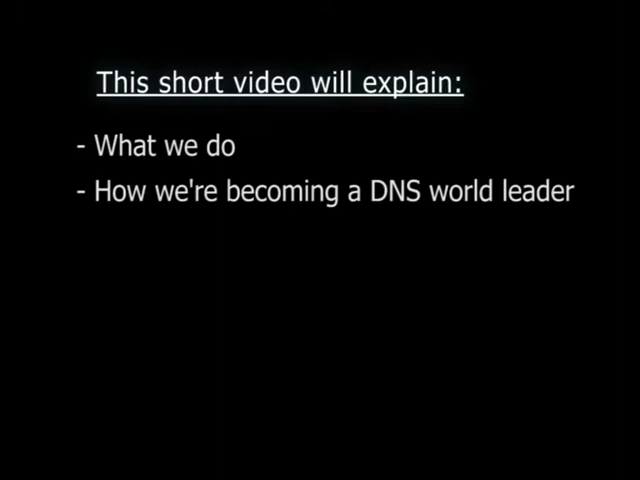 This short video will explain:
- What we do
- How we're becoming a DNS world leader